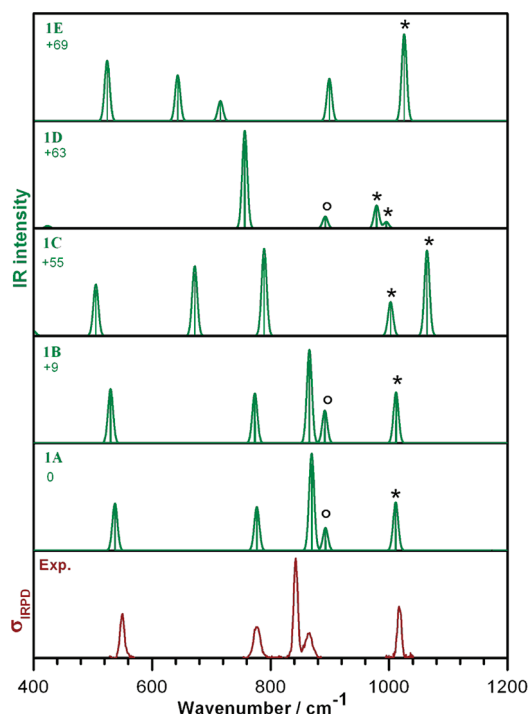 1E
+69
*
1D
+63
o
*
*
1C
+55
*
*
1B
+9
o
*
1A
0
o
*
Exp.
IR intensity
σIRPD
400 600 800 1000 1200
Wavenumber / cm-1